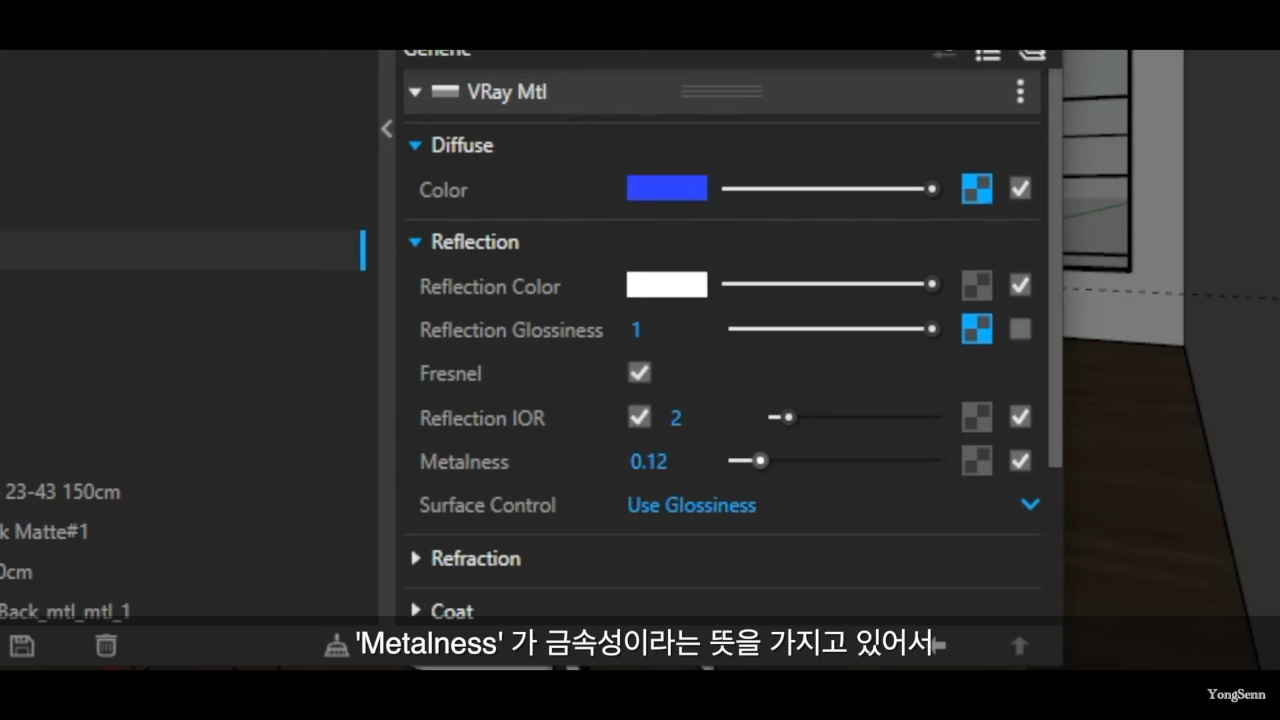 Generic
VRay Mtl
Diffuse
Color
Reflection
Reflection Color
Reflection Glossiness 1
Fresnel
Reflection IOR 2
Metalness 0.12
Surface Control Use Glossiness
Refraction
Coat
23-43 150cm
k Matte#1
0cm
Back_mtl_mtl_1
'Metalness' 가 금속성이라는 뜻을 가지고 있어서
YongSenn